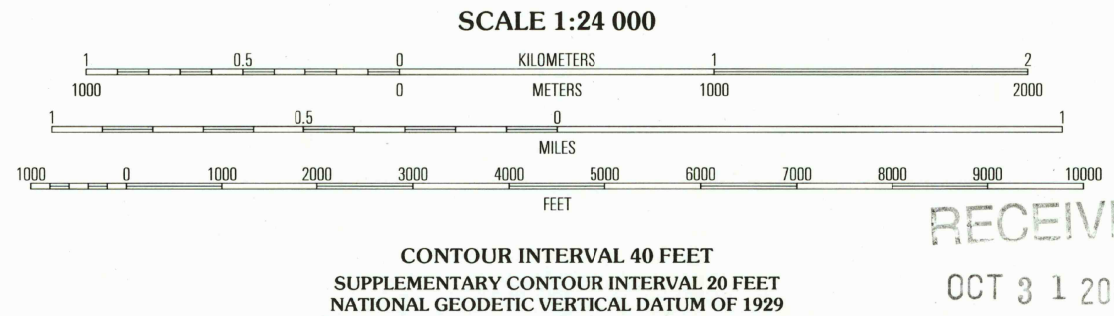 SCALE 1:24 000
1 0.5 0 KILOMETERS 1 2
1000 0 METERS 1000 2000
1 0.5 0 1
MILES
1000 0 1000 2000 3000 4000 5000 6000 7000 8000 9000 10000
FEET
CONTOUR INTERVAL 40 FEET
SUPPLEMENTARY CONTOUR INTERVAL 20 FEET
NATIONAL GEODETIC VERTICAL DATUM OF 1929
RECEIV
OCT 3 1 20